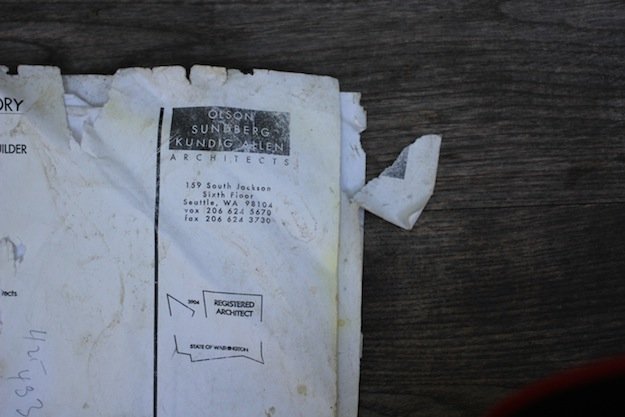 ORY
UILDER
OLSON
SUNDBERG
KUNDIG ALLEN
ARCHITECTS
159 South Jackson
Sixth Floor
Seattle, WA 98104
vox 206 624 5670
fax 206 624 3730
3904
REGISTERED
ARCHITECT
STATE OF WASHINGTON
itects